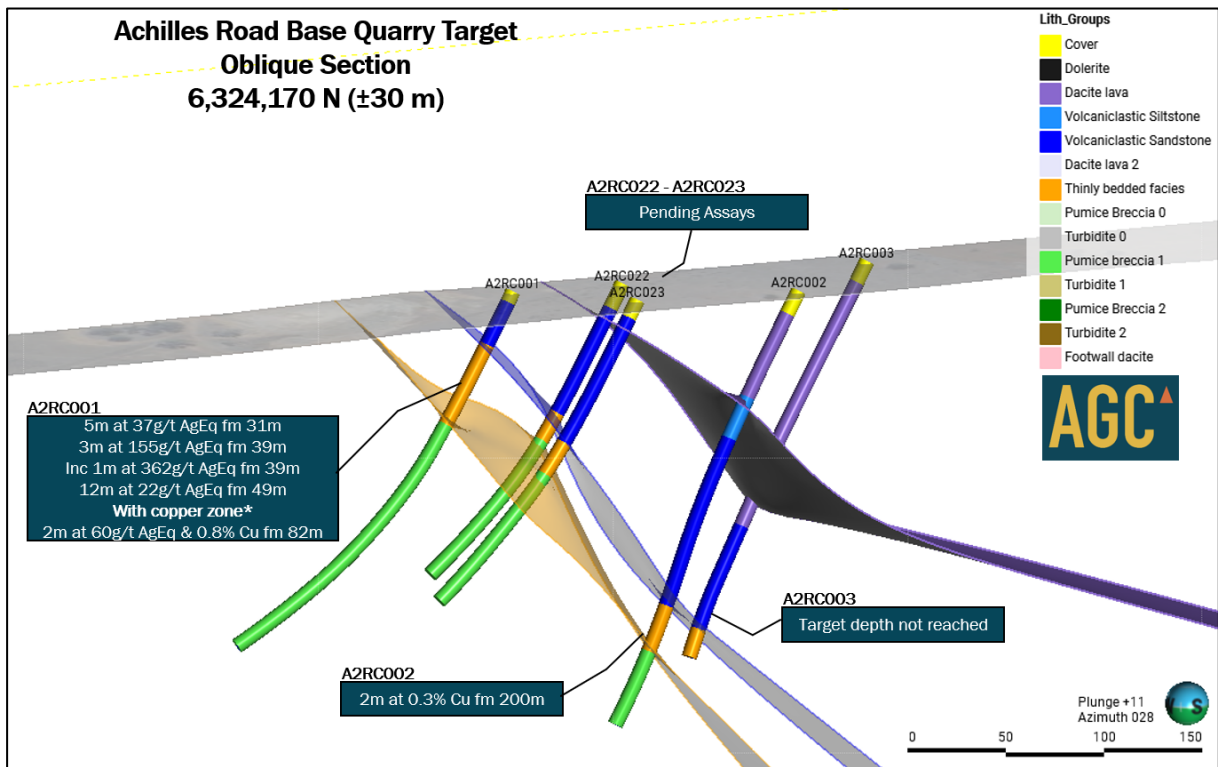 Achilles Road Base Quarry Target
Oblique Section
6,324,170 N (±30 m)
Lith_Groups
Cover
Dolerite
Dacite lava
Volcaniclastic Siltstone
Volcaniclastic Sandstone
Dacite lava 2
Thinly bedded facies
Pumice Breccia 0
Turbidite 0
Pumice breccia 1
Turbidite 1
Pumice Breccia 2
Turbidite 2
Footwall dacite
AGC
A2RC022 - A2RC023
Pending Assays
A2RC001
A2RC022
A2RC023
A2RC002
A2RC003
A2RC001
5m at 37g/t AgEq fm 31m
3m at 155g/t AgEq fm 39m
Inc 1m at 362g/t AgEq fm 39m
12m at 22g/t AgEq fm 49m
With copper zone*
2m at 60g/t AgEq & 0.8% Cu fm 82m
A2RC003
Target depth not reached
A2RC002
2m at 0.3% Cu fm 200m
Plunge +11
Azimuth 028
S
0 50 100 150